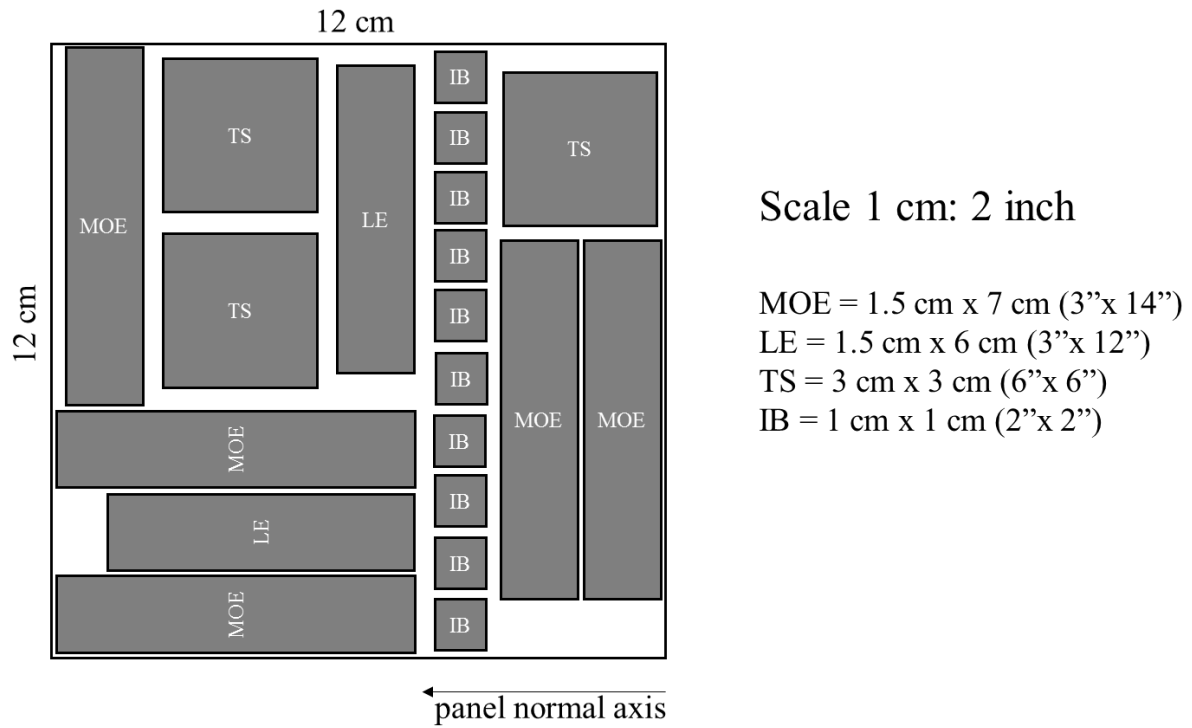 12 cm
12 cm
MOE
TS
LE
IB
TS
IB
IB
TS
IB
IB
IB
MOE
MOE
MOE
IB
LE
IB
IB
MOE
IB
panel normal axis
Scale 1 cm: 2 inch
MOE = 1.5 cm x 7 cm (3”x 14”)
LE = 1.5 cm x 6 cm (3”x 12”)
TS = 3 cm x 3 cm (6”x 6”)
IB = 1 cm x 1 cm (2”x 2”)